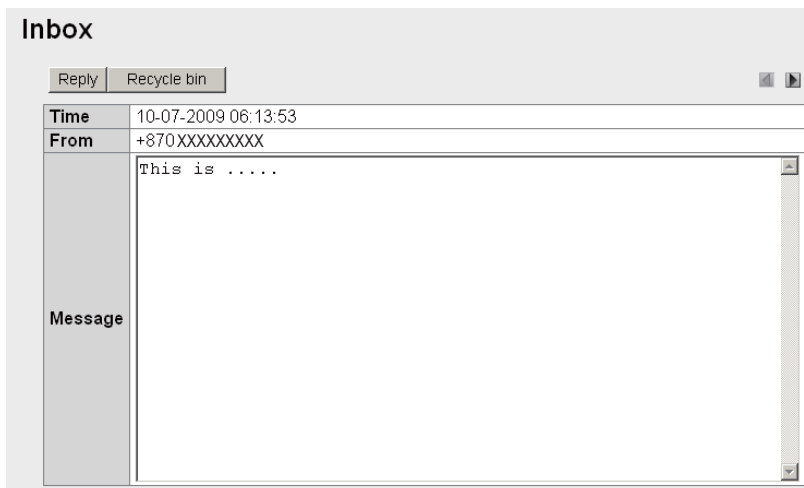 Inbox
Reply Recycle bin
Time 10-07-2009 06:13:53
From +870XXXXXXXXX
Message This is .....